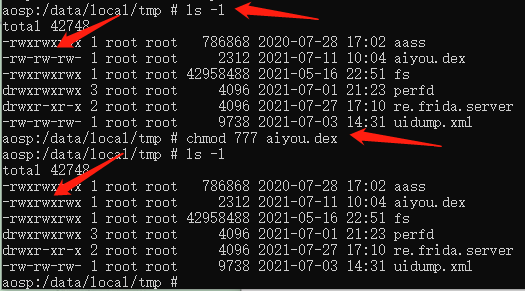 aosp:/data/local/tmp # ls -l
total 42748
-rwxrwxrwx 1 root root 786868 2020-07-28 17:02 aass
-rw-rw-rw- 1 root root 2312 2021-07-11 10:04 aiyou.dex
-rwxrwxrwx 1 root root 42958488 2021-05-16 22:51 fs
drwxrwxrwx 3 root root 4096 2021-07-01 21:23 perfd
drwxr-xr-x 2 root root 4096 2021-07-27 17:10 re.frida.server
-rw-rw-rw- 1 root root 9738 2021-07-03 14:31 uidump.xml
aosp:/data/local/tmp # chmod 777 aiyou.dex
aosp:/data/local/tmp # ls -l
total 42748
-rwxrwxrwx 1 root root 786868 2020-07-28 17:02 aass
-rwxrwxrwx 1 root root 2312 2021-07-11 10:04 aiyou.dex
-rwxrwxrwx 1 root root 42958488 2021-05-16 22:51 fs
drwxrwxrwx 3 root root 4096 2021-07-01 21:23 perfd
drwxr-xr-x 2 root root 4096 2021-07-27 17:10 re.frida.server
-rw-rw-rw- 1 root root 9738 2021-07-03 14:31 uidump.xml
aosp:/data/local/tmp #